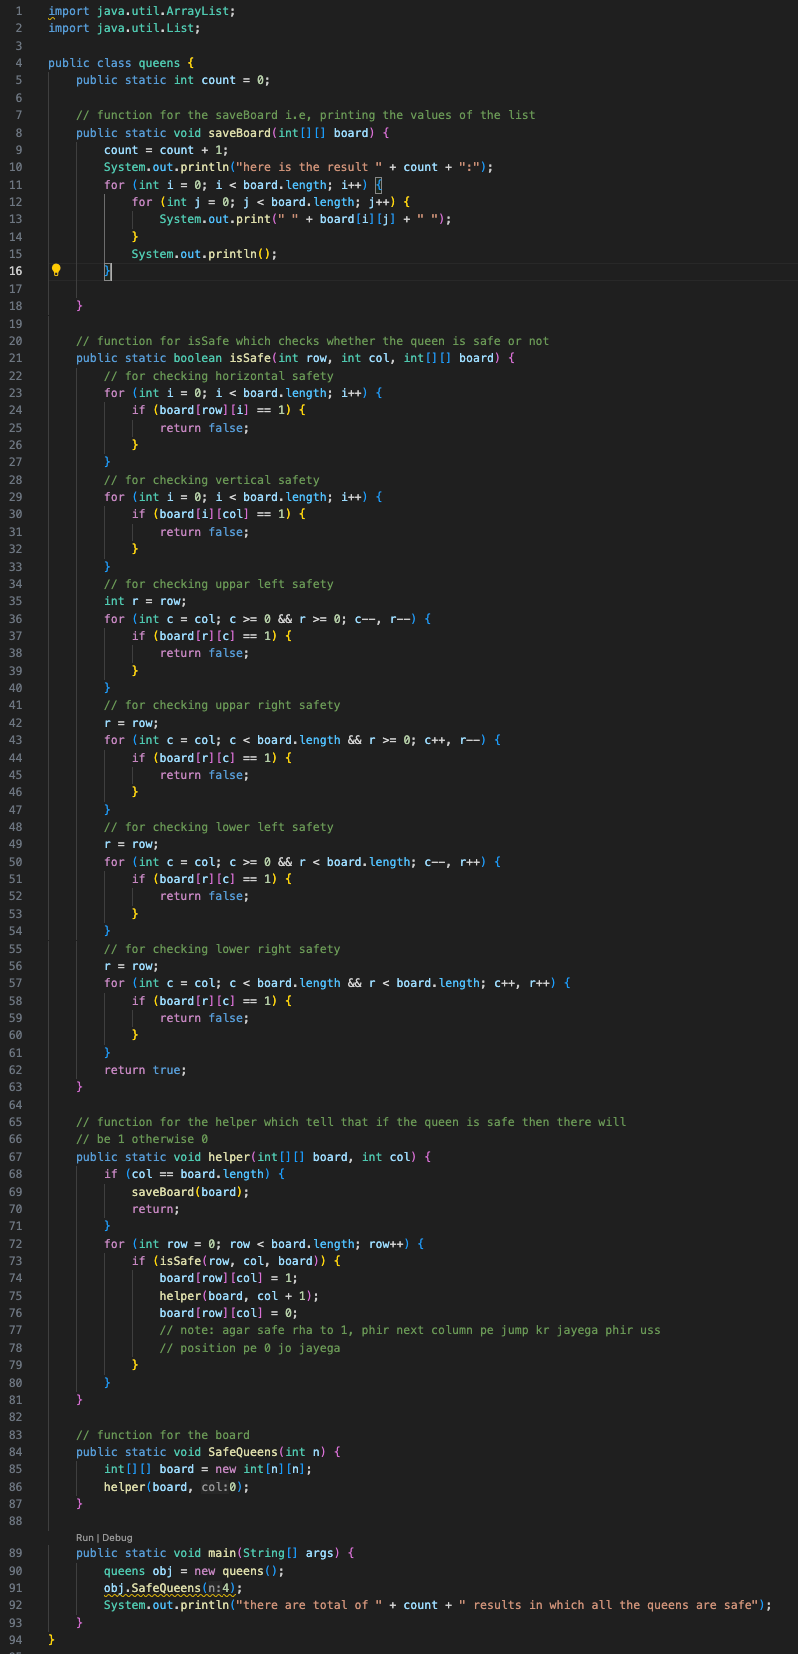 1 import java.util.ArrayList;
2 import java.util.List;
3
4 public class queens {
5 public static int count = 0;
6
7 // function for the saveBoard i.e, printing the values of the list
8 public static void saveBoard(int[][] board) {
9 count = count + 1;
10 System.out.println("here is the result " + count + ":");
11 for (int i = 0; i < board.length; i++) {
12 for (int j = 0; j < board.length; j++) {
13 System.out.print(" " + board[i][j] + " ");
14 }
15 System.out.println();
16 }
17
18 }
19
20 // function for isSafe which checks whether the queen is safe or not
21 public static boolean isSafe(int row, int col, int[][] board) {
22 // for checking horizontal safety
23 for (int i = 0; i < board.length; i++) {
24 if (board[row][i] == 1) {
25 return false;
26 }
27 }
28 // for checking vertical safety
29 for (int i = 0; i < board.length; i++) {
30 if (board[i][col] == 1) {
31 return false;
32 }
33 }
34 // for checking uppar left safety
35 int r = row;
36 for (int c = col; c >= 0 && r >= 0; c--, r--) {
37 if (board[r][c] == 1) {
38 return false;
39 }
40 }
41 // for checking uppar right safety
42 r = row;
43 for (int c = col; c < board.length && r >= 0; c++, r--) {
44 if (board[r][c] == 1) {
45 return false;
46 }
47 }
48 // for checking lower left safety
49 r = row;
50 for (int c = col; c >= 0 && r < board.length; c--, r++) {
51 if (board[r][c] == 1) {
52 return false;
53 }
54 }
55 // for checking lower right safety
56 r = row;
57 for (int c = col; c < board.length && r < board.length; c++, r++) {
58 if (board[r][c] == 1) {
59 return false;
60 }
61 }
62 return true;
63 }
64
65 // function for the helper which tell that if the queen is safe then there will
66 // be 1 otherwise 0
67 public static void helper(int[][] board, int col) {
68 if (col == board.length) {
69 saveBoard(board);
70 return;
71 }
72 for (int row = 0; row < board.length; row++) {
73 if (isSafe(row, col, board)) {
74 board[row][col] = 1;
75 helper(board, col + 1);
76 board[row][col] = 0;
77 // note: agar safe rha to 1, phir next column pe jump kr jayega phir uss
78 // position pe 0 jo jayega
79 }
80 }
81 }
82
83 // function for the board
84 public static void SafeQueens(int n) {
85 int[][] board = new int[n][n];
86 helper(board, col:0);
87 }
88
Run | Debug
89 public static void main(String[] args) {
90 queens obj = new queens();
91 obj.SafeQueens(n:4);
92 System.out.println("there are total of " + count + " results in which all the queens are safe");
93 }
94 }